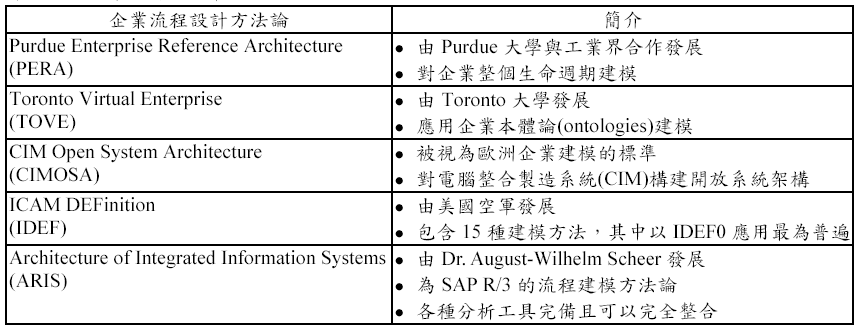 企業流程設計方法論
簡介
Purdue Enterprise Reference Architecture
(PERA)
● 由 Purdue 大學與工業界合作發展
● 對企業整個生命週期建模
Toronto Virtual Enterprise
(TOVE)
● 由 Toronto 大學發展
● 應用企業本體論(ontologies)建模
CIM Open System Architecture
(CIMOSA)
● 被視為歐洲企業建模的標準
● 對電腦整合製造系統(CIM)構建開放系統架構
ICAM DEFinition
(IDEF)
● 由美國空軍發展
● 包含 15 種建模方法，其中以 IDEF0 應用最為普遍
Architecture of Integrated Information Systems
(ARIS)
● 由 Dr. August-Wilhelm Scheer 發展
● 為 SAP R/3 的流程建模方法論
● 各種分析工具完備且可以完全整合